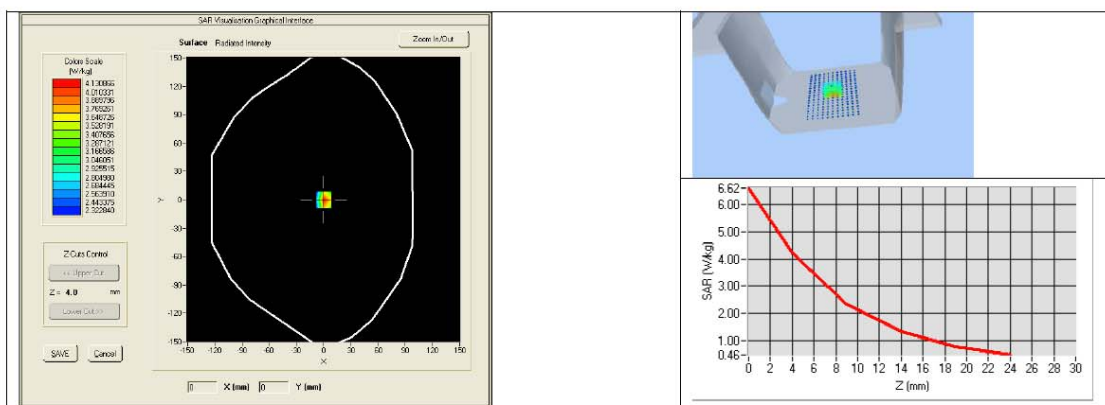 SAR Visualisation Graphical Interface
Surface Radiated Intensity
Zoom In/Out
Colors Scale
[W/kg]
4.130866
4.010331
3.889796
3.769261
3.648726
3.528191
3.407656
3.287121
3.166586
3.046051
2.925515
2.804980
2.684445
2.563910
2.443375
2.322840
Z Cuts Control
<< Upper Cut
Z = 4.0 mm
Lower Cut >>
SAVE Cancel
150
120
90
60
30
0
-30
-60
-90
-120
-150
Y
-150 -120 -90 -60 -30 0 30 60 90 120 150
X
0 X (mm) 0 Y (mm)
6.62
6.00
5.00
4.00
3.00
2.00
1.00
0.46
SAR (W/kg)
0 2 4 6 8 10 12 14 16 18 20 22 24 26 28 30
Z (mm)